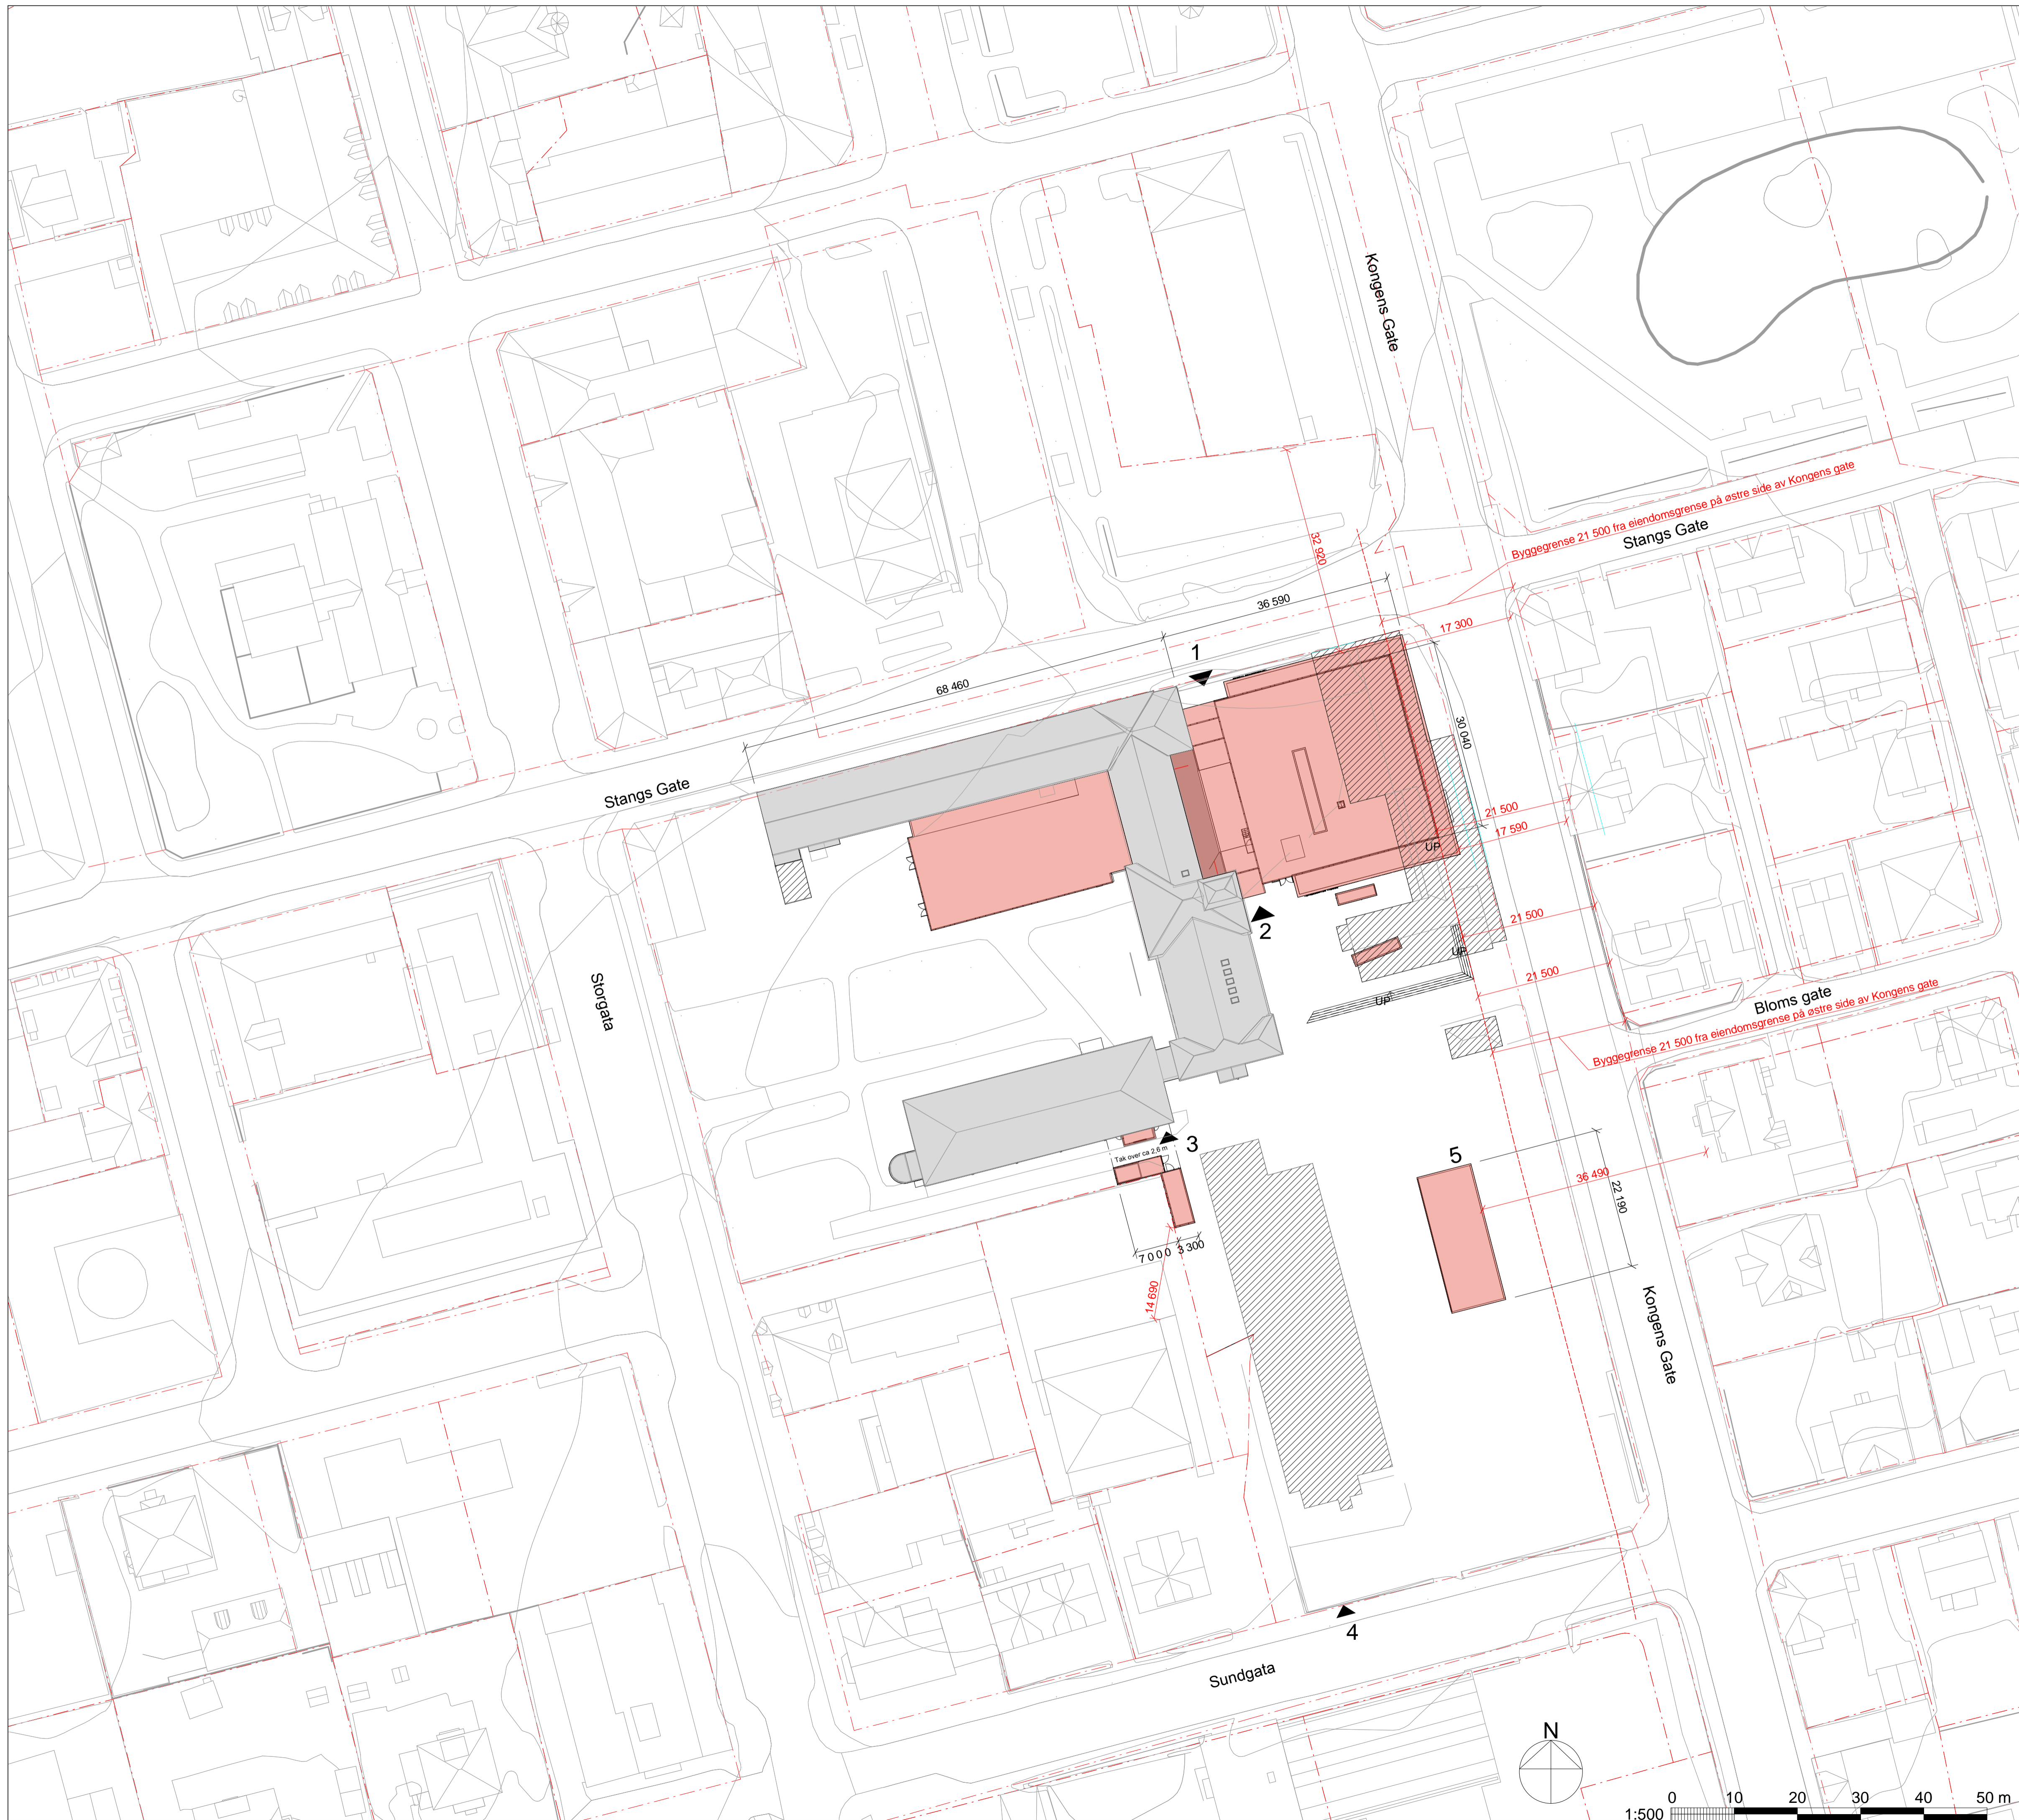 Kongens Gate
Byggegrense 21 500 fra eiendomsgrense på østre side av Kongens gate
Stangs Gate
32 920
36 590
17 300
1
68 460
30 040
Stangs Gate
21 500
17 590
UP
21 500
2
UP
21 500
UP
Storgata
Bloms gate
Byggegrense 21 500 fra eiendomsgrense på østre side av Kongens gate
3
Tak over ca 2,6 m
5
36 490
22 190
7 0 0 0
3 300
14 690
Kongens Gate
4
Sundgata
N
0 10 20 30 40 50 m
1:500